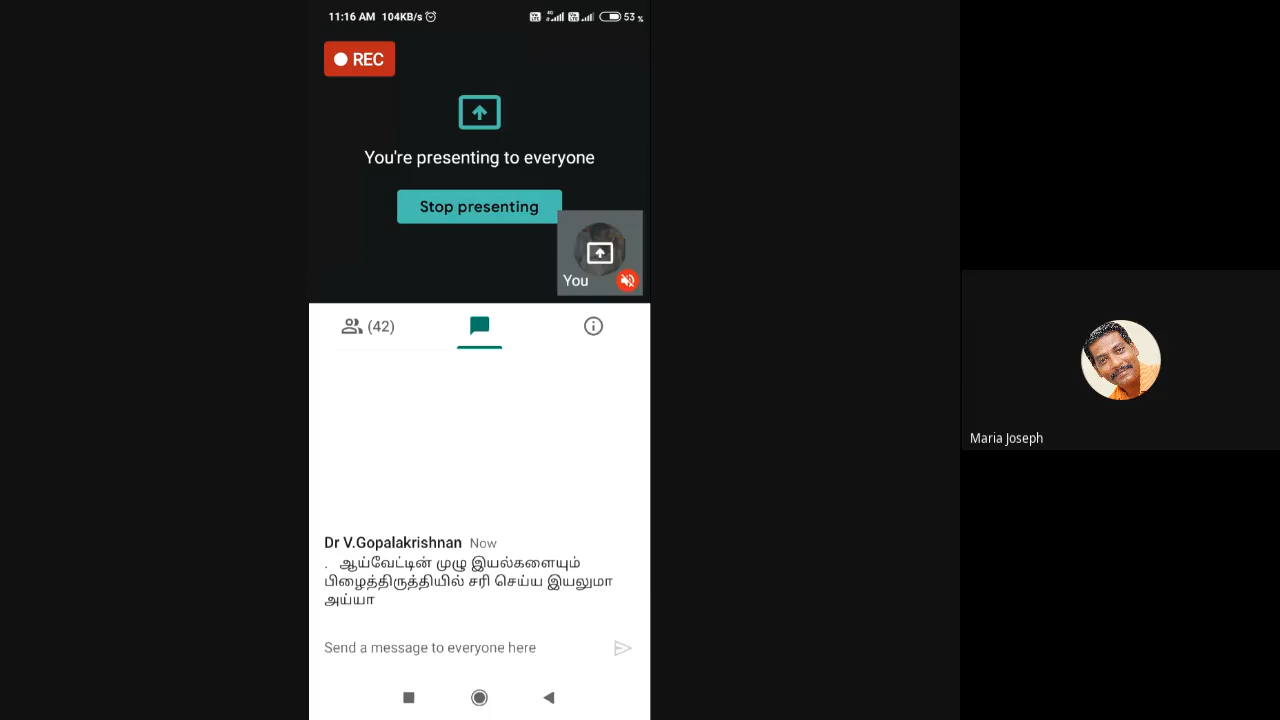 11:16 AM 104KB/s
4G
53 %
REC
You're presenting to everyone
Stop presenting
You
(42)
Maria Joseph
Dr V.Gopalakrishnan Now
. ஆய்வேட்டின் முழு இயல்களையும்
பிழைத்திருத்தியில் சரி செய்ய இயலுமா
அய்யா
Send a message to everyone here